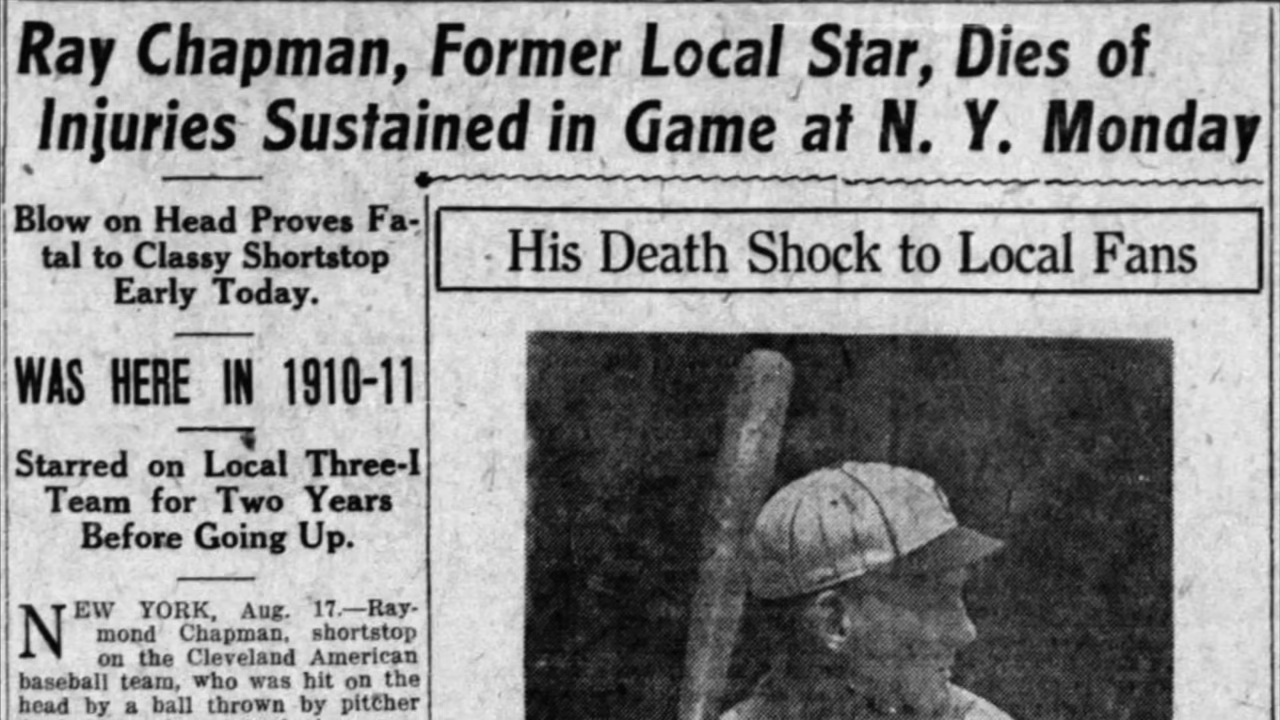 Ray Chapman, Former Local Star, Dies of
Injuries Sustained in Game at N. Y. Monday
Blow on Head Proves Fa-
tal to Classy Shortstop
Early Today.
WAS HERE IN 1910-11
Starred on Local Three-I
Team for Two Years
Before Going Up.
NEW YORK, Aug. 17.—Ray-
mond Chapman, shortstop
on the Cleveland American
baseball team, who was hit on the
head by a ball thrown by pitcher
His Death Shock to Local Fans